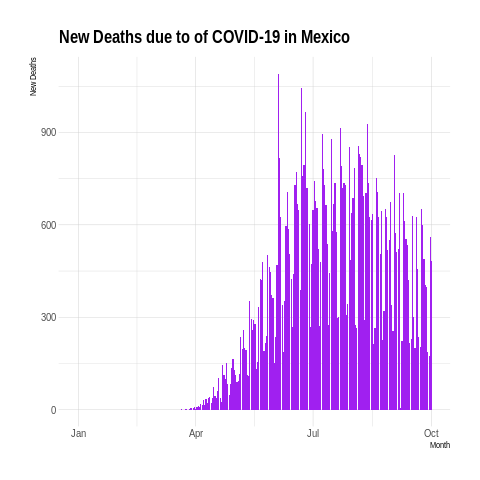 New Deaths due to of COVID-19 in Mexico
New Deaths
900
600
300
0
Jan Apr Jul Oct
Month